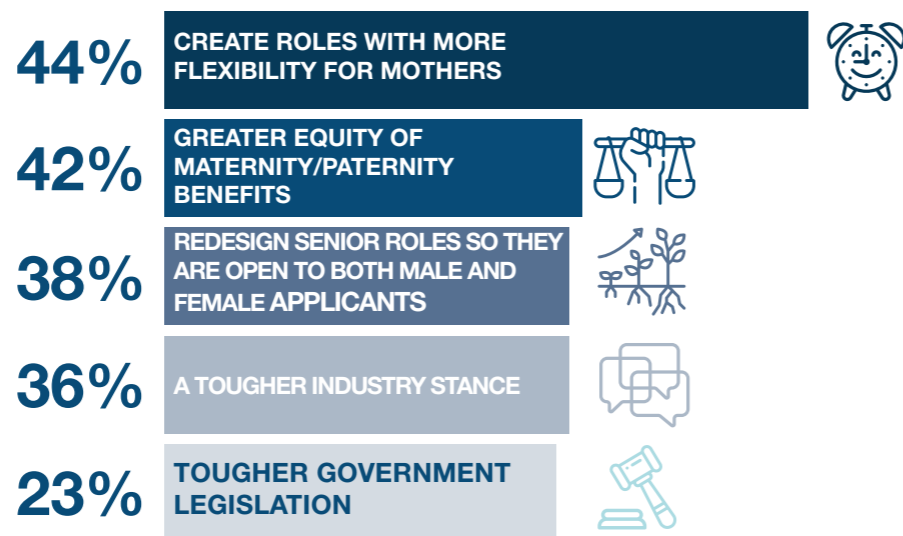 44%
CREATE ROLES WITH MORE
FLEXIBILITY FOR MOTHERS
42%
GREATER EQUITY OF
MATERNITY/PATERNITY
BENEFITS
38%
REDESIGN SENIOR ROLES SO THEY
ARE OPEN TO BOTH MALE AND
FEMALE APPLICANTS
36%
A TOUGHER INDUSTRY STANCE
23%
TOUGHER GOVERNMENT
LEGISLATION